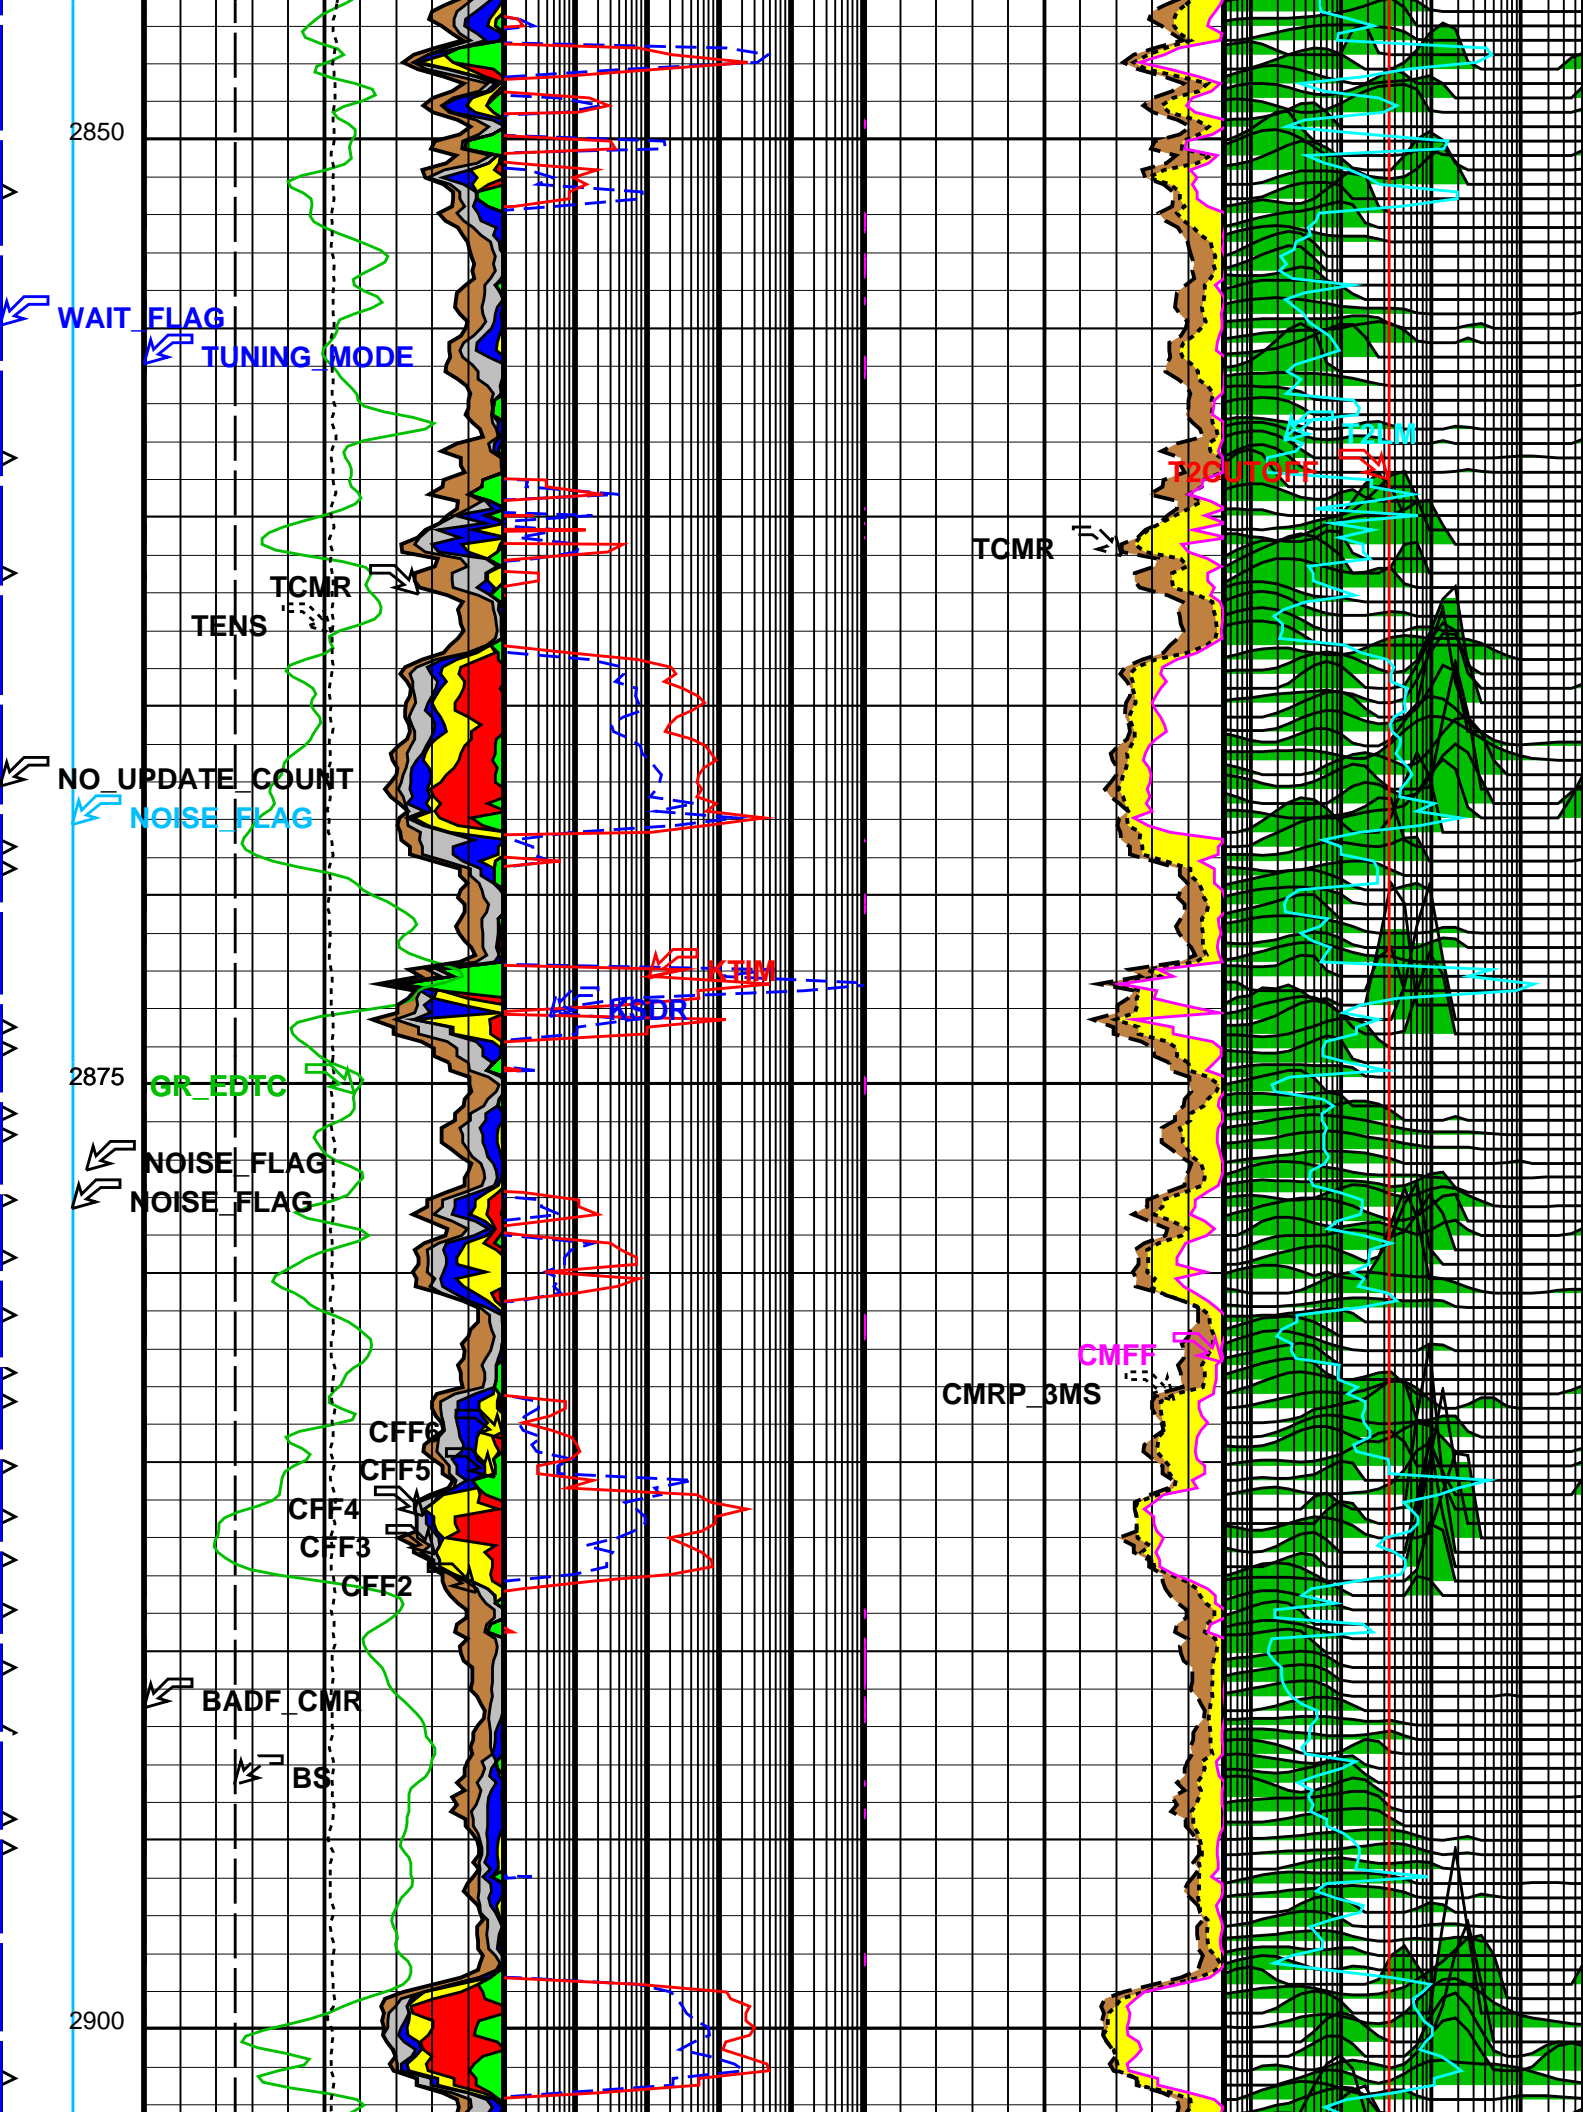 2850
WAIT_FLAG
TUNING_MODE
T2LM
T2CUTOFF
TCMR
TCMR
TENS
NO_UPDATE_COUNT
NOISE_FLAG
KTIM
KSDR
2875
GR_EDTC
NOISE_FLAG
NOISE_FLAG
CMFF
CMRP_3MS
CFF6
CFF5
CFF4
CFF3
CFF2
BADF_CMR
BS
2900